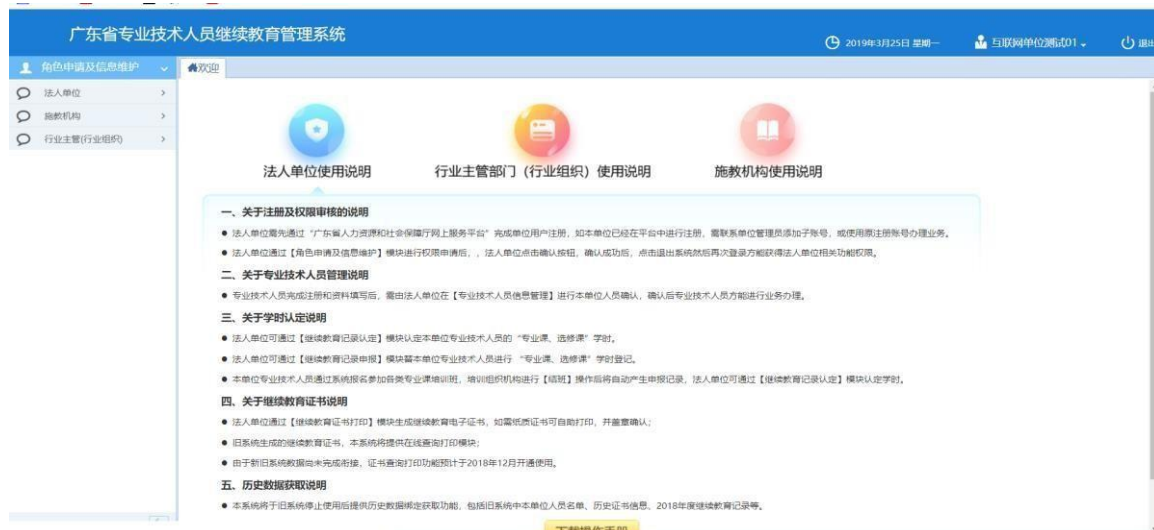 广东省专业技术人员继续教育管理系统
2019年3月25日 星期一
互联网单位测试01
退出
角色申请及信息维护
欢迎
法人单位
施教机构
行业主管(行业组织)
法人单位使用说明
行业主管部门（行业组织）使用说明
施教机构使用说明
一、关于注册及权限审核的说明
● 法人单位需先通过“广东省人力资源和社会保障厅网上服务平台”完成单位用户注册，如本单位已经在平台中进行注册，需联系单位管理员添加子账号，或使用原注册账号办理业务。
● 法人单位通过【角色申请及信息维护】模块进行权限申请后，，法人单位点击确认按钮，确认成功后，点击退出系统然后再次登录方能获得法人单位相关功能权限。
二、关于专业技术人员管理说明
● 专业技术人员完成注册和资料填写后，需由法人单位在【专业技术人员信息管理】进行本单位人员确认，确认后专业技术人员方能进行业务办理。
三、关于学时认定说明
● 法人单位可通过【继续教育记录认定】模块认定本单位专业技术人员的“专业课、选修课”学时。
● 法人单位可通过【继续教育记录申报】模块替本单位专业技术人员进行 “专业课、选修课”学时登记。
● 本单位专业技术人员通过系统报名参加各类专业课培训班，培训组织机构进行【结班】操作后将自动产生申报记录，法人单位可通过【继续教育记录认定】模块认定学时。
四、关于继续教育证书说明
● 法人单位通过【继续教育证书打印】模块生成继续教育电子证书，如需纸质证书可自助打印，并盖章确认；
● 旧系统生成的继续教育证书，本系统将提供在线查询打印模块；
● 由于新旧系统数据尚未完成衔接，证书查询打印功能预计于2018年12月开通使用。
五、历史数据获取说明
● 本系统将于旧系统停止使用后提供历史数据绑定获取功能，包括旧系统中本单位人员名单、历史证书信息、2018年度继续教育记录等。
下载操作手册